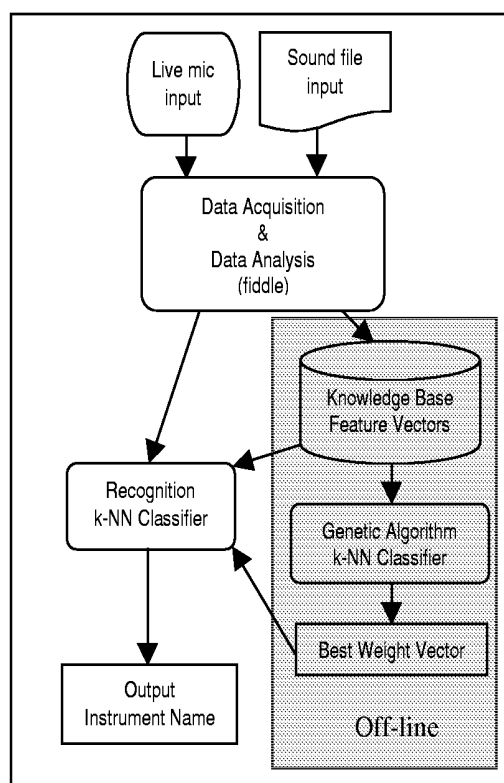 Live mic
input
Sound file
input
Data Acquisition
&
Data Analysis
(fiddle)
Knowledge Base
Feature Vectors
Recognition
k-NN Classifier
Genetic Algorithm
k-NN Classifier
Best Weight Vector
Output
Instrument Name
Off-line